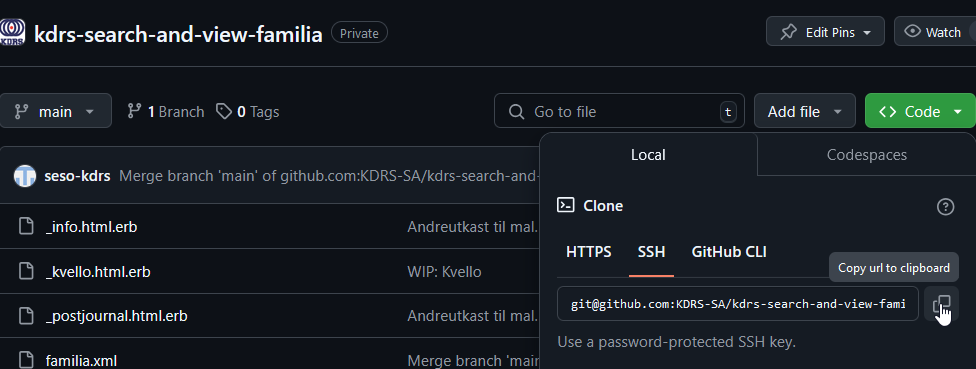 KDRS
kdrs-search-and-view-familia Private Edit Pins Watch
main 1 Branch 0 Tags Go to file t Add file <> Code
Local Codespaces
seso-kdrs Merge branch 'main' of github.com:KDRS-SA/kdrs-search-and-
Clone
_info.html.erb Andreutkast til mal.
HTTPS SSH GitHub CLI
Copy url to clipboard
_kvello.html.erb WIP: Kvello
git@github.com:KDRS-SA/kdrs-search-and-view-fami
_postjournal.html.erb Andreutkast til mal.
Use a password-protected SSH key.
familia.xml Merge branch 'main